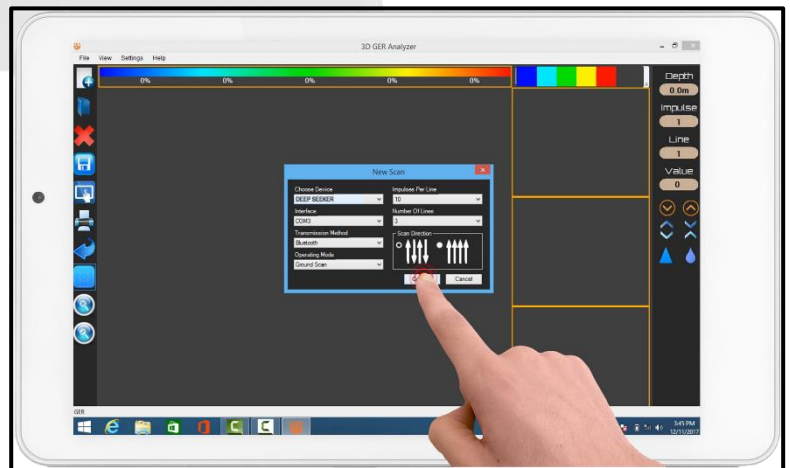 3D GER Analyzer
File View Settings Help
0% 0% 0% 0% 0%
Depth
0.0m
Impulse
1
Line
1
Value
0
New Scan
Choose Device
DEEP SEEKER
Impulses Per Line
10
Interface
COM3
Number Of Lines
3
Transmission Method
Bluetooth
Scan Direction
Operating Mode
Ground Scan
Cancel
GER
3:45 PM
12/11/2017